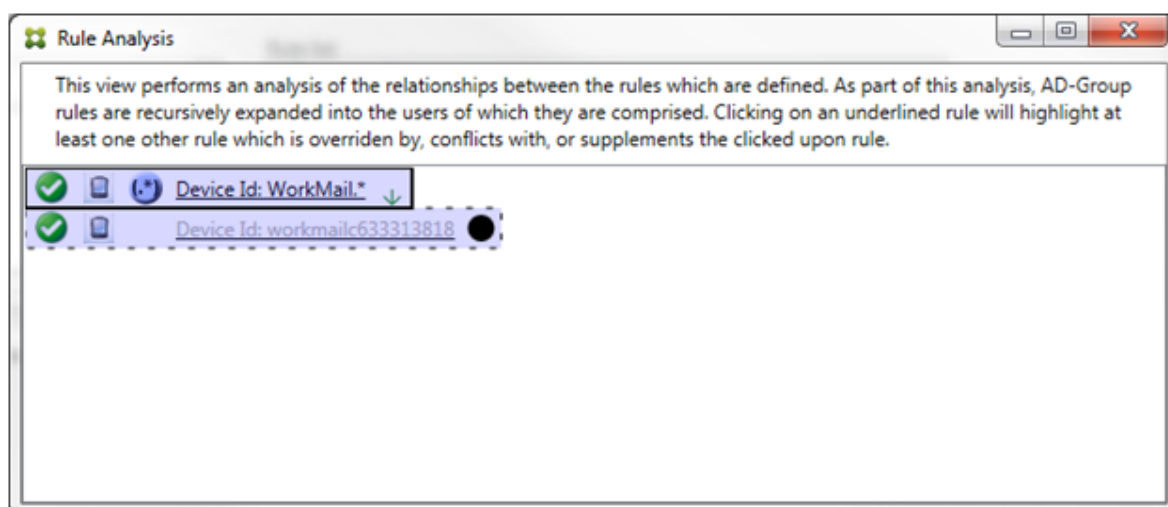 Rule Analysis
This view performs an analysis of the relationships between the rules which are defined. As part of this analysis, AD-Group
rules are recursively expanded into the users of which they are comprised. Clicking on an underlined rule will highlight at
least one other rule which is overriden by, conflicts with, or supplements the clicked upon rule.
(.*) Device Id: WorkMail.*
Device Id: workmailc633313818